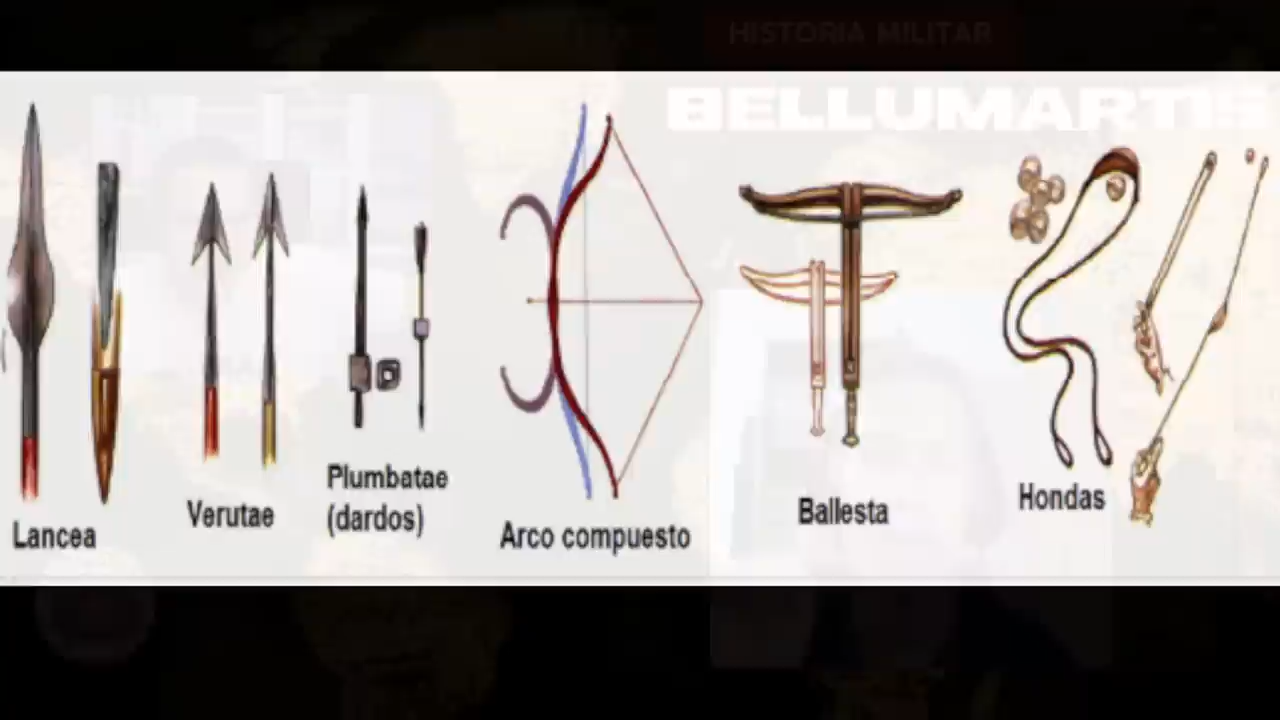 HISTORIA MILITAR
BELLUMARTIS
Lancea
Verutae
Plumbatae
(dardos)
Arco compuesto
Ballesta
Hondas